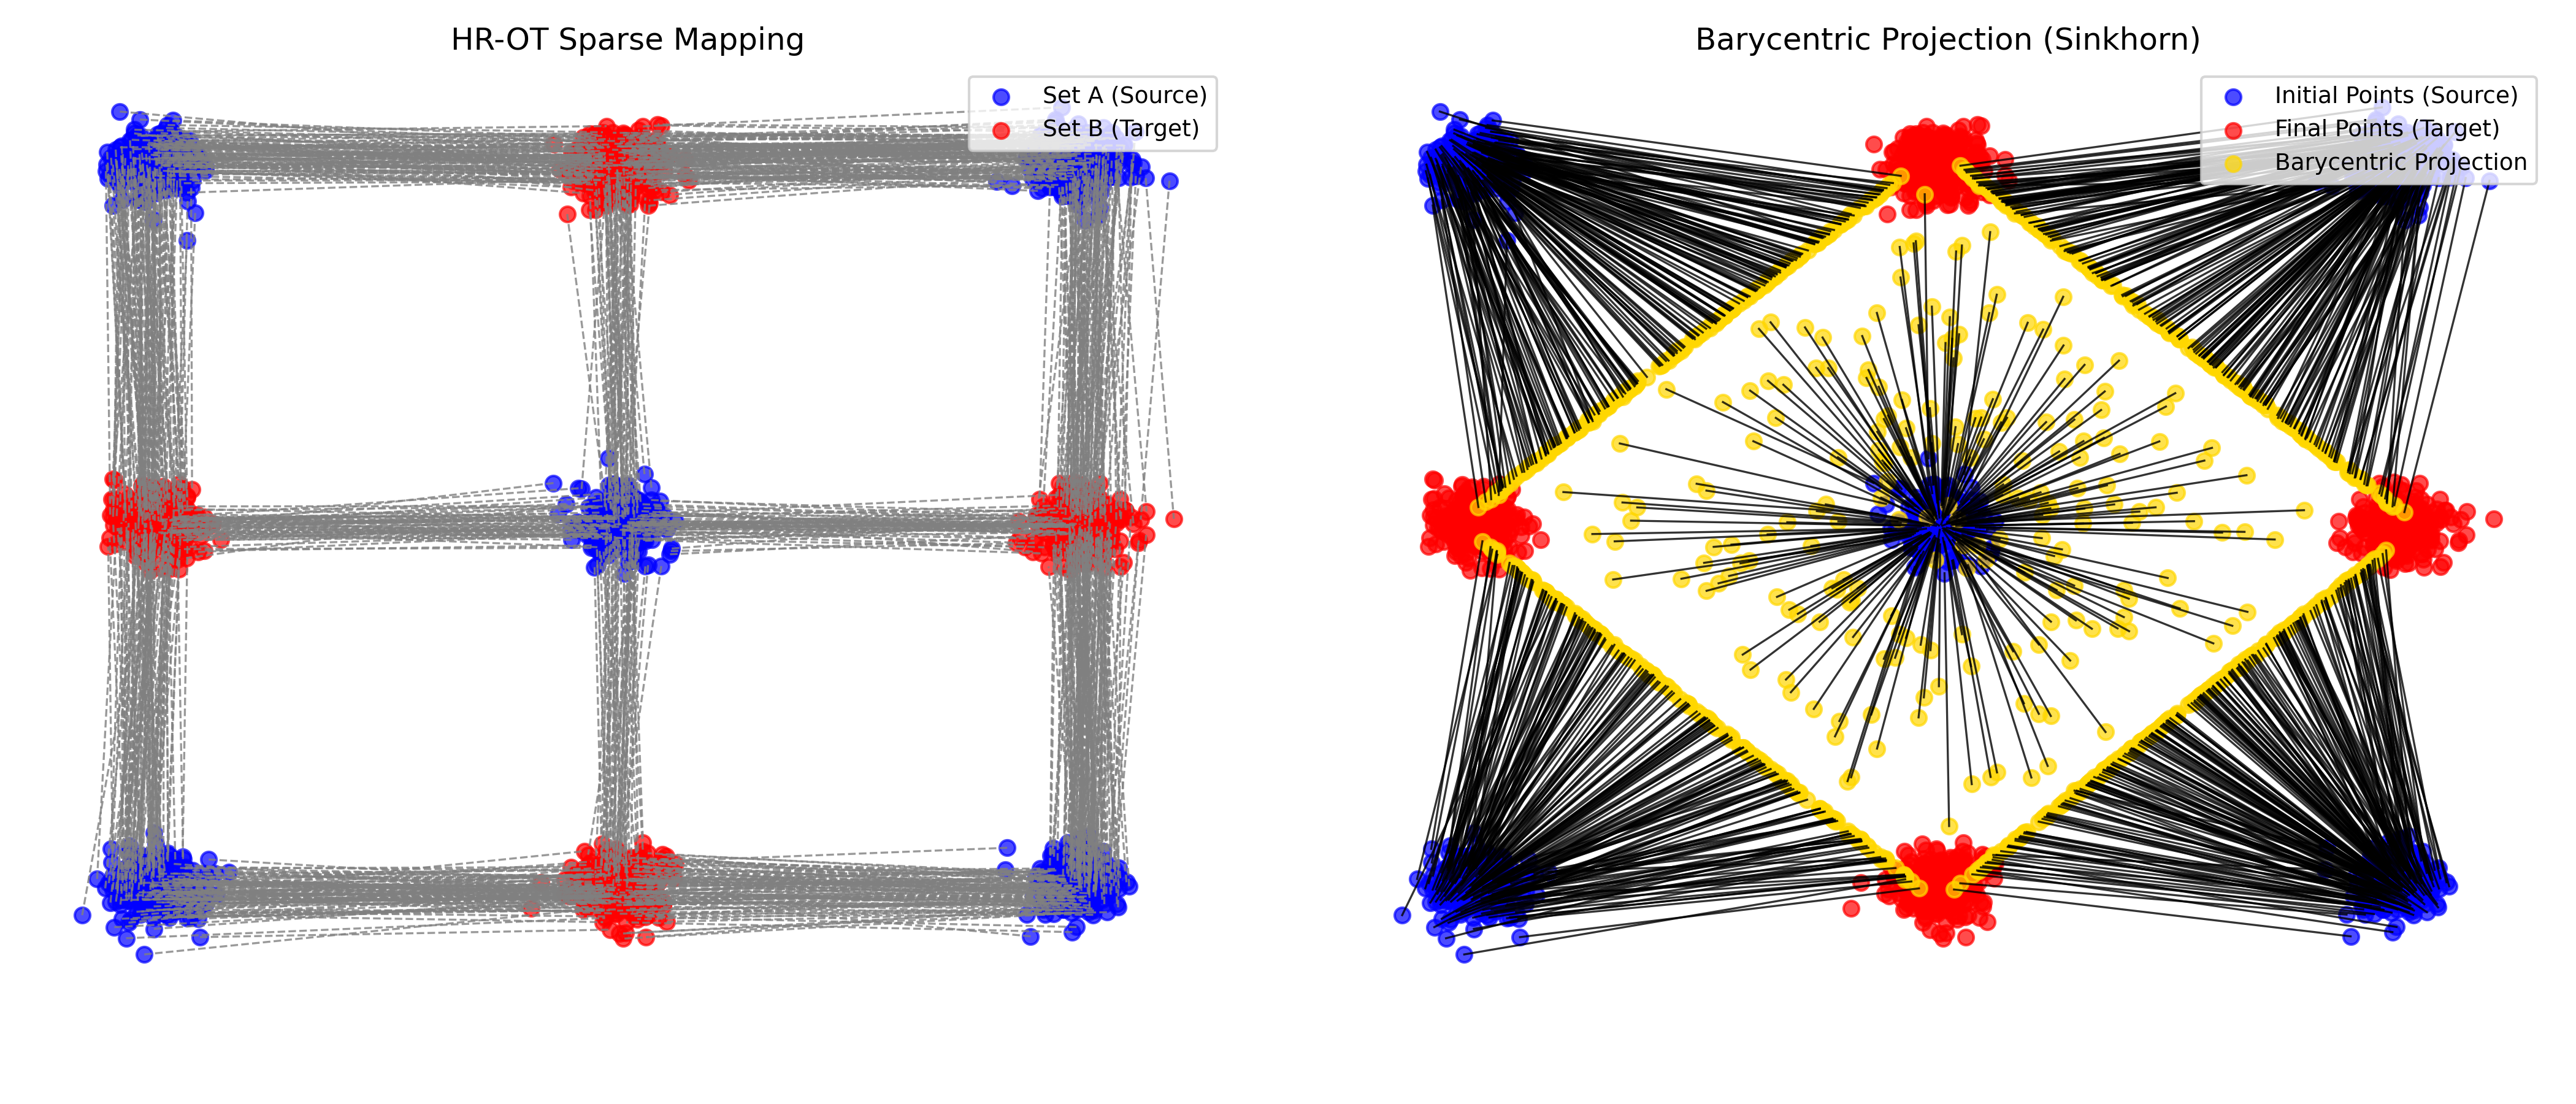 HR-OT Sparse Mapping
Set A (Source)
Set B (Target)
Barycentric Projection (Sinkhorn)
Initial Points (Source)
Final Points (Target)
Barycentric Projection